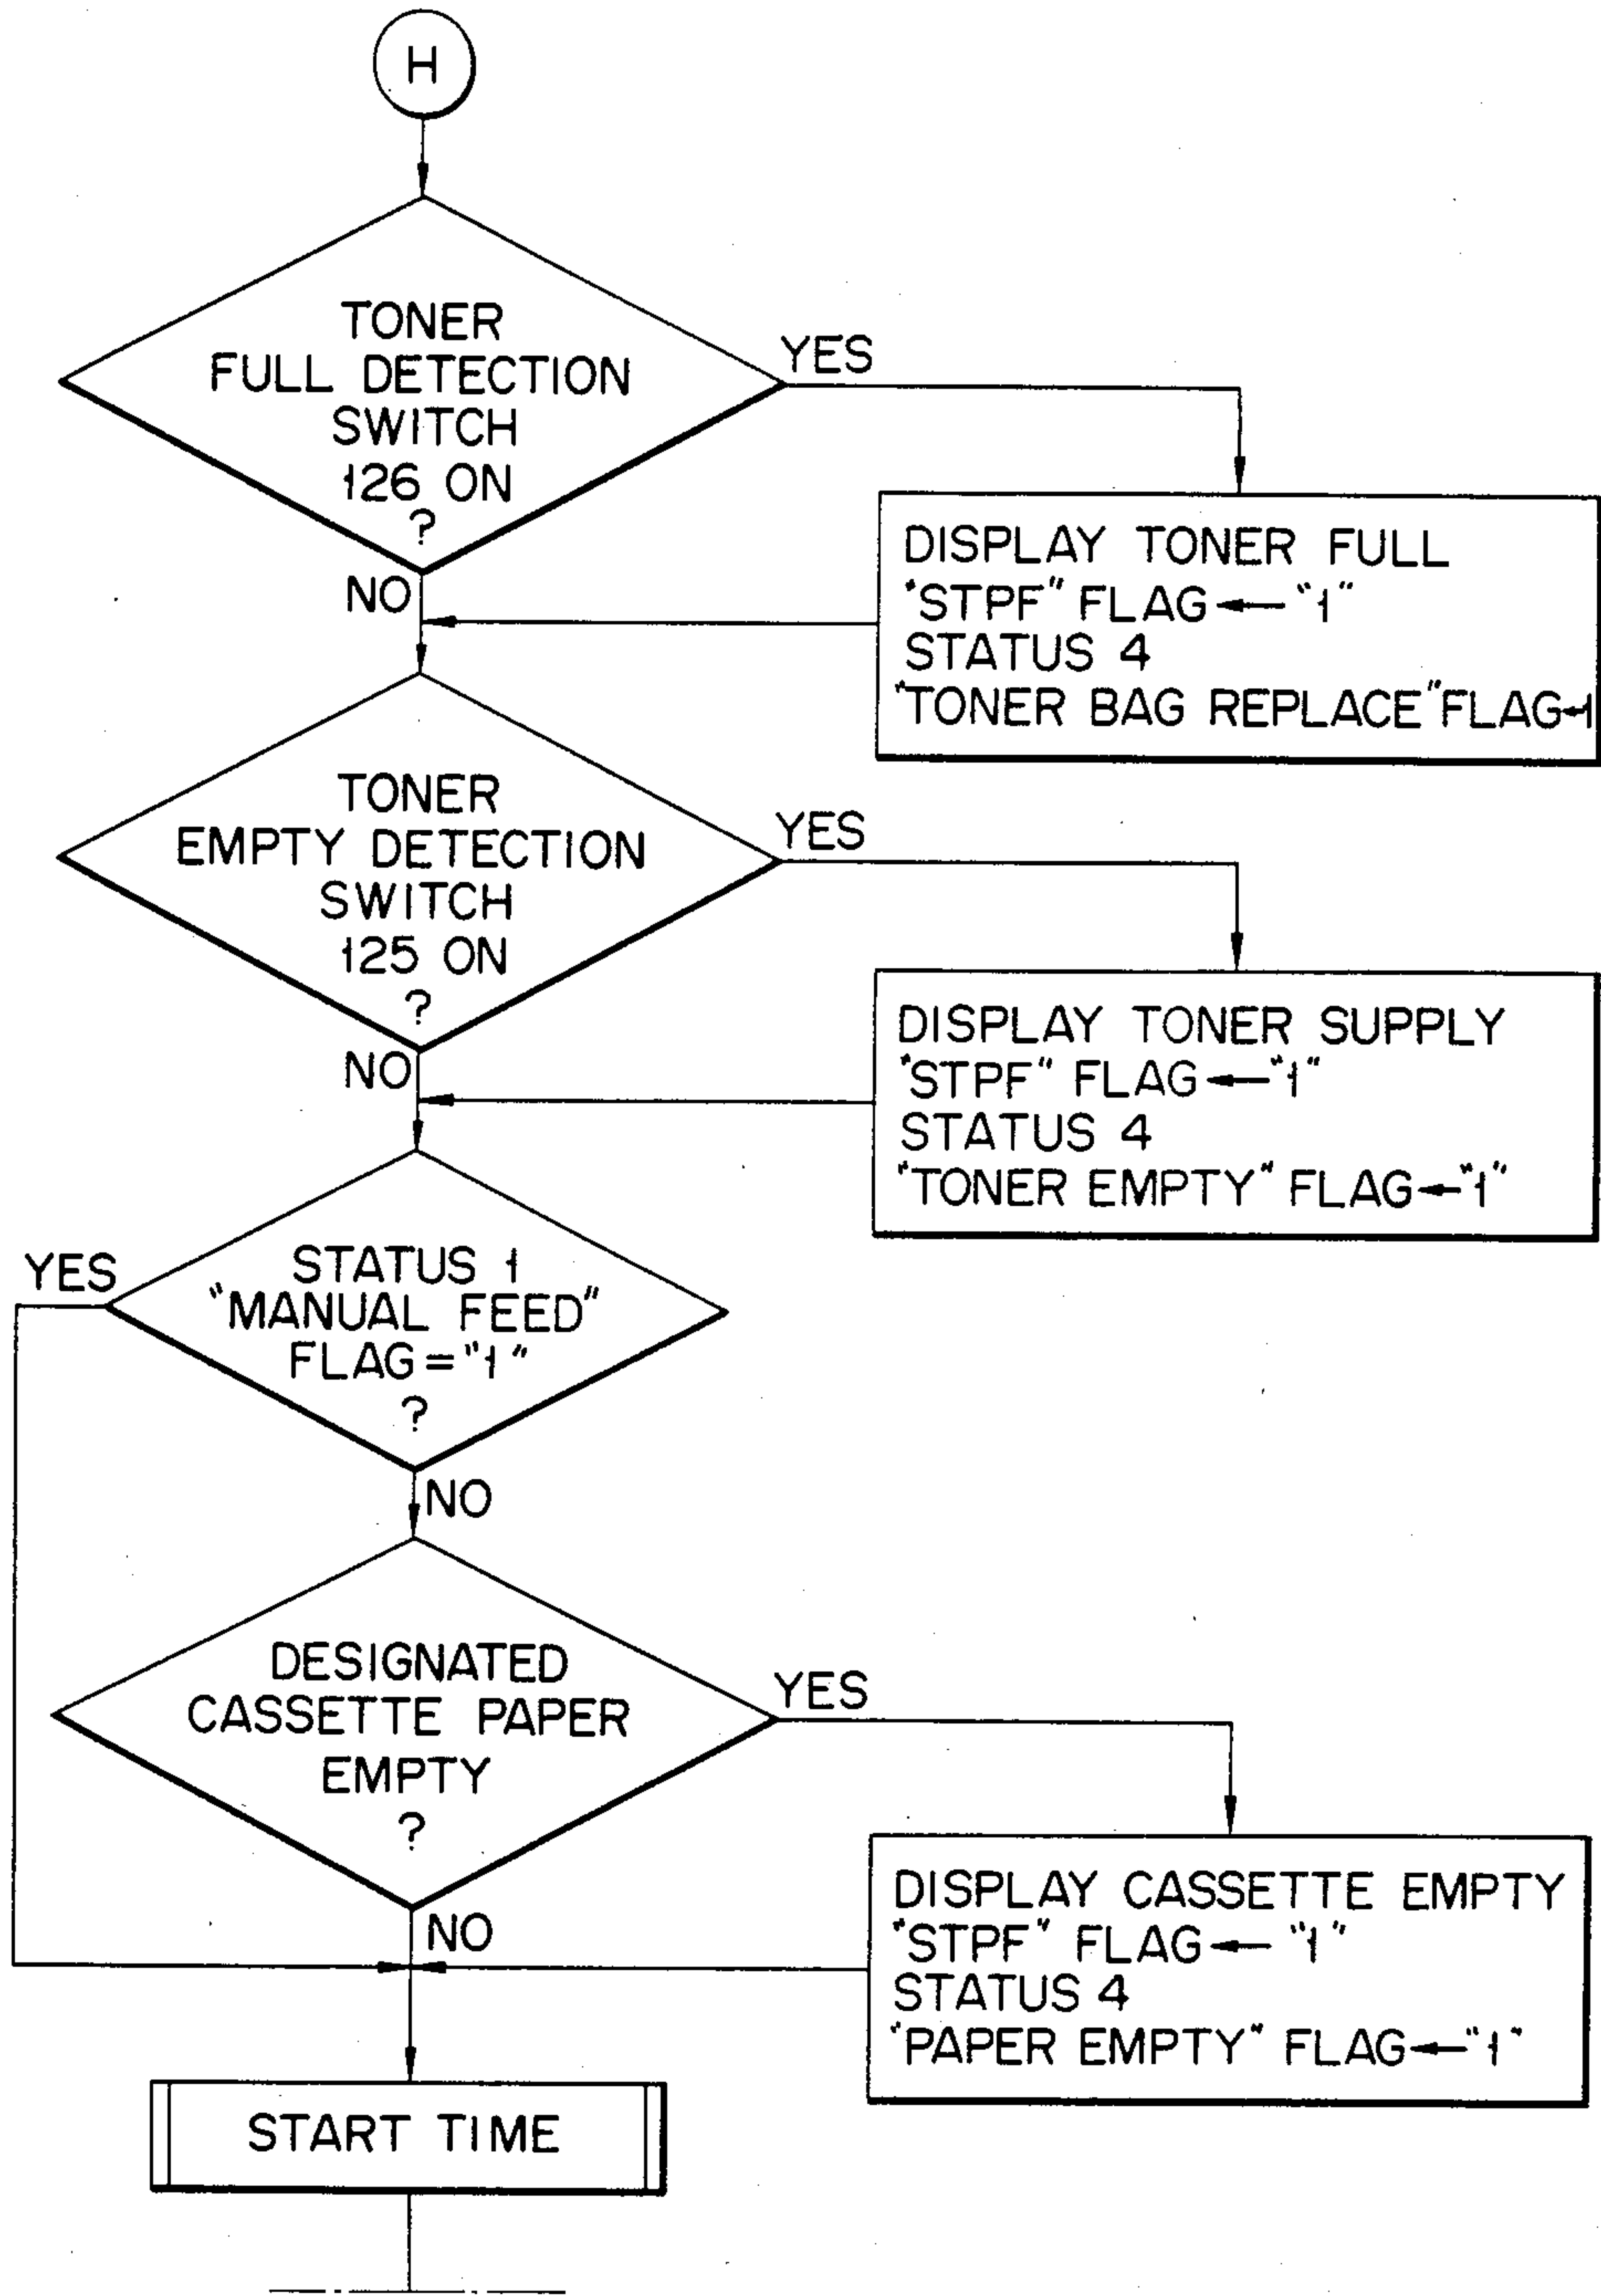 H
TONER
FULL DETECTION
SWITCH
126 ON
?
YES
NO
DISPLAY TONER FULL
"STPF" FLAG ← "1"
STATUS 4
"TONER BAG REPLACE" FLAG←1
TONER
EMPTY DETECTION
SWITCH
125 ON
?
YES
NO
DISPLAY TONER SUPPLY
"STPF" FLAG ← "1"
STATUS 4
"TONER EMPTY" FLAG ← "1"
STATUS 1
"MANUAL FEED"
FLAG = "1"
?
YES
NO
DESIGNATED
CASSETTE PAPER
EMPTY
?
YES
NO
DISPLAY CASSETTE EMPTY
"STPF" FLAG ← "1"
STATUS 4
"PAPER EMPTY" FLAG ← "1"
START TIME